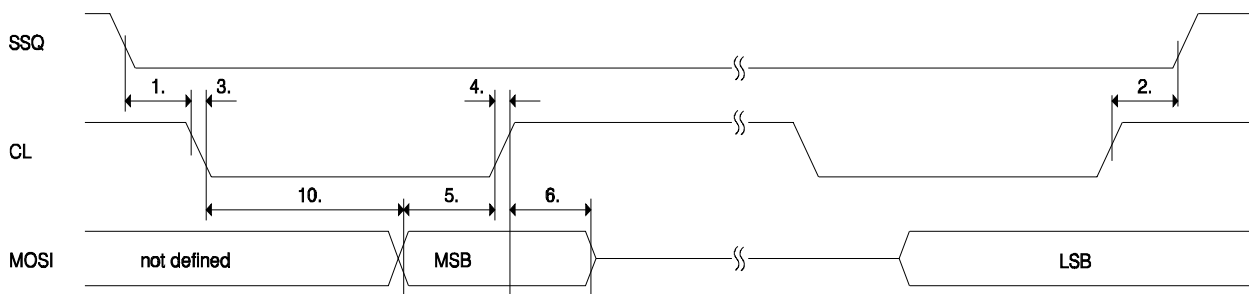 SSQ
1. 3. 4. 2.
CL
10. 5. 6.
MOSI not defined MSB LSB